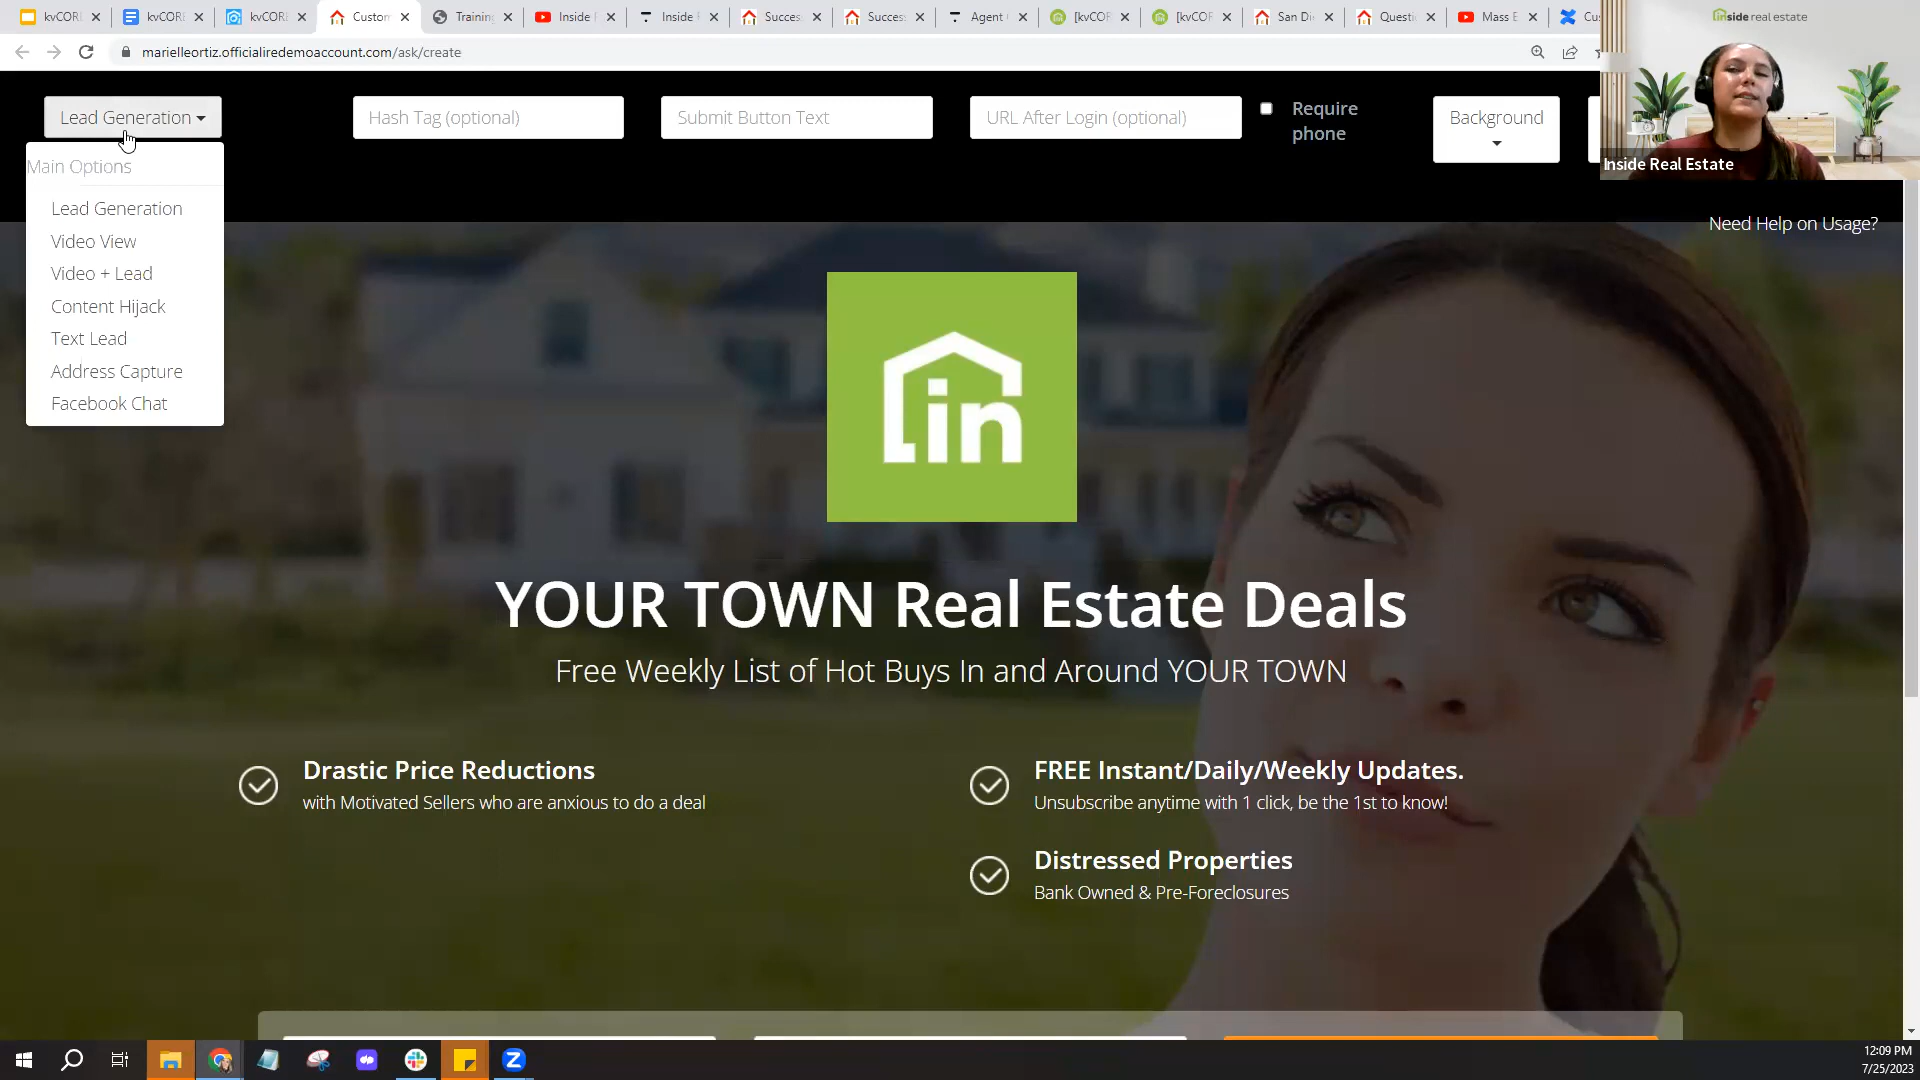 kvCORE
kvCORE
kvCORE
Custom
Training
Inside
Inside
Success
Success
Agent
[kvCOR
[kvCOR
San Di
Questi
Mass E
Cus
inside real estate
marielleortiz.officialiredemoaccount.com/ask/create
Lead Generation
Hash Tag (optional)
Submit Button Text
URL After Login (optional)
Require
phone
Background
Inside Real Estate
Main Options
Lead Generation
Video View
Video + Lead
Content Hijack
Text Lead
Address Capture
Facebook Chat
Need Help on Usage?
in
YOUR TOWN Real Estate Deals
Free Weekly List of Hot Buys In and Around YOUR TOWN
Drastic Price Reductions
with Motivated Sellers who are anxious to do a deal
FREE Instant/Daily/Weekly Updates.
Unsubscribe anytime with 1 click, be the 1st to know!
Distressed Properties
Bank Owned & Pre-Foreclosures
12:09 PM
7/25/2023